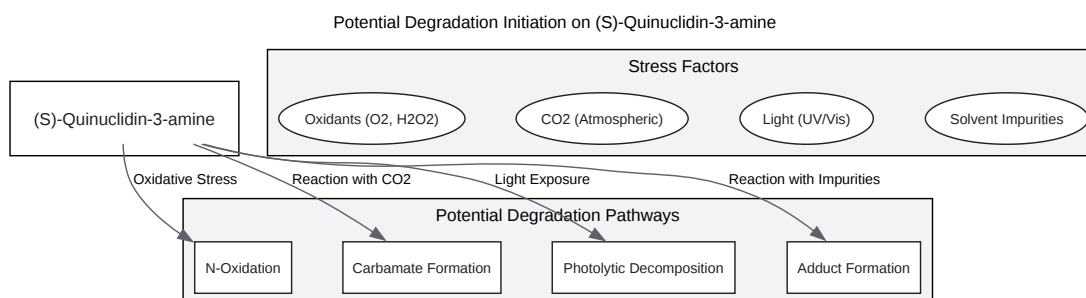 Potential Degradation Initiation on (S)-Quinuclidin-3-amine
Stress Factors
(S)-Quinuclidin-3-amine
Oxidants (O2, H2O2)
CO2 (Atmospheric)
Light (UV/Vis)
Solvent Impurities
Oxidative Stress
Reaction with CO2
Light Exposure
Reaction with Impurities
Potential Degradation Pathways
N-Oxidation
Carbamate Formation
Photolytic Decomposition
Adduct Formation